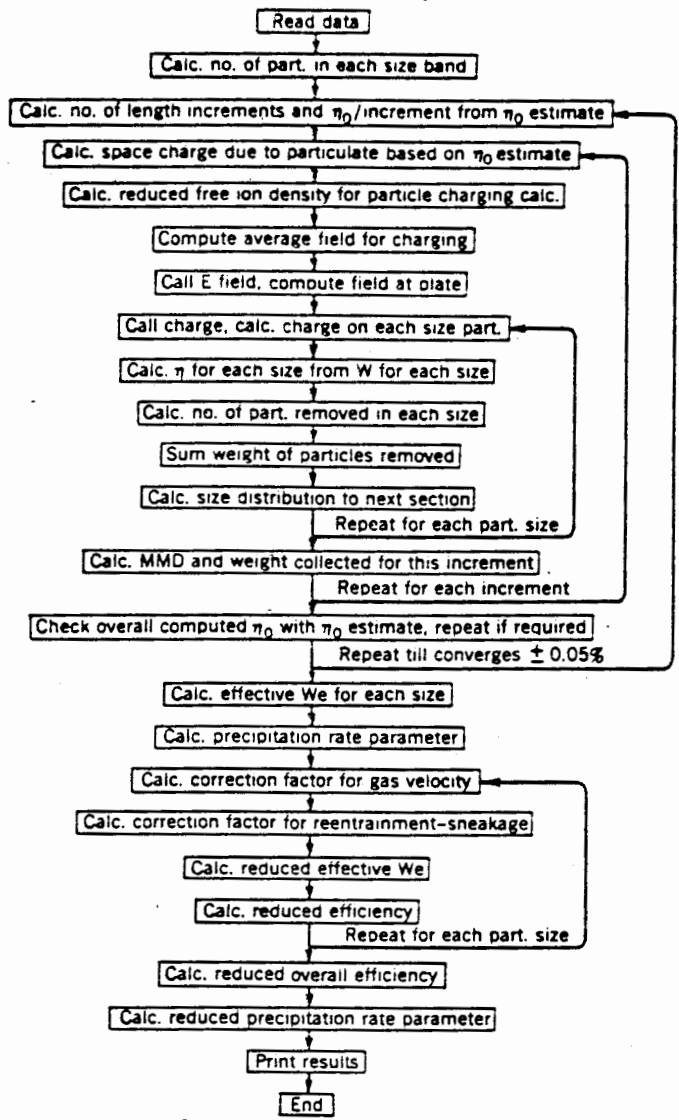 Read data
Calc. no. of part. in each size band
Calc. no. of length increments and η₀/increment from η₀ estimate
Calc. space charge due to particulate based on η₀ estimate
Calc. reduced free ion density for particle charging calc.
Compute average field for charging
Call E field, compute field at plate
Call charge, calc. charge on each size part.
Calc. η for each size from W for each size
Calc. no. of part. removed in each size
Sum weight of particles removed
Calc. size distribution to next section
Repeat for each part. size
Calc. MMD and weight collected for this increment
Repeat for each increment
Check overall computed η₀ with η₀ estimate, repeat if required
Repeat till converges ± 0.05%
Calc. effective We for each size
Calc. precipitation rate parameter
Calc. correction factor for gas velocity
Calc. correction factor for reentrainment-sneakage
Calc. reduced effective We
Calc. reduced efficiency
Repeat for each part. size
Calc. reduced overall efficiency
Calc. reduced precipitation rate parameter
Print results
End